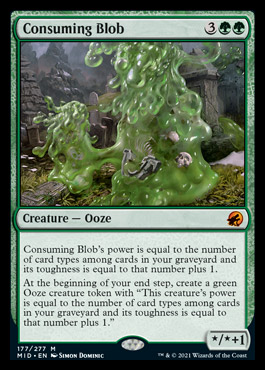 Consuming Blob 3
Creature — Ooze
Consuming Blob's power is equal to the number
of card types among cards in your graveyard and
its toughness is equal to that number plus 1.
At the beginning of your end step, create a green
Ooze creature token with "This creature's power
is equal to the number of card types among cards
in your graveyard and its toughness is equal to
that number plus 1."
*/*+1
177/277 M
MID • EN SIMON DOMINIC ™ & © 2021 Wizards of the Coast